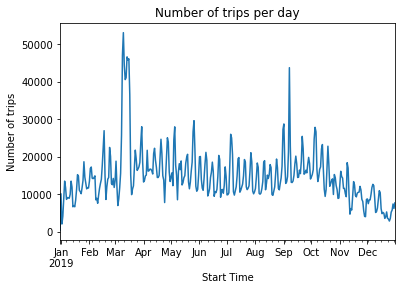 Number of trips per day
Number of trips
50000
40000
30000
20000
10000
0
Jan Feb Mar Apr May Jun Jul Aug Sep Oct Nov Dec
2019
Start Time